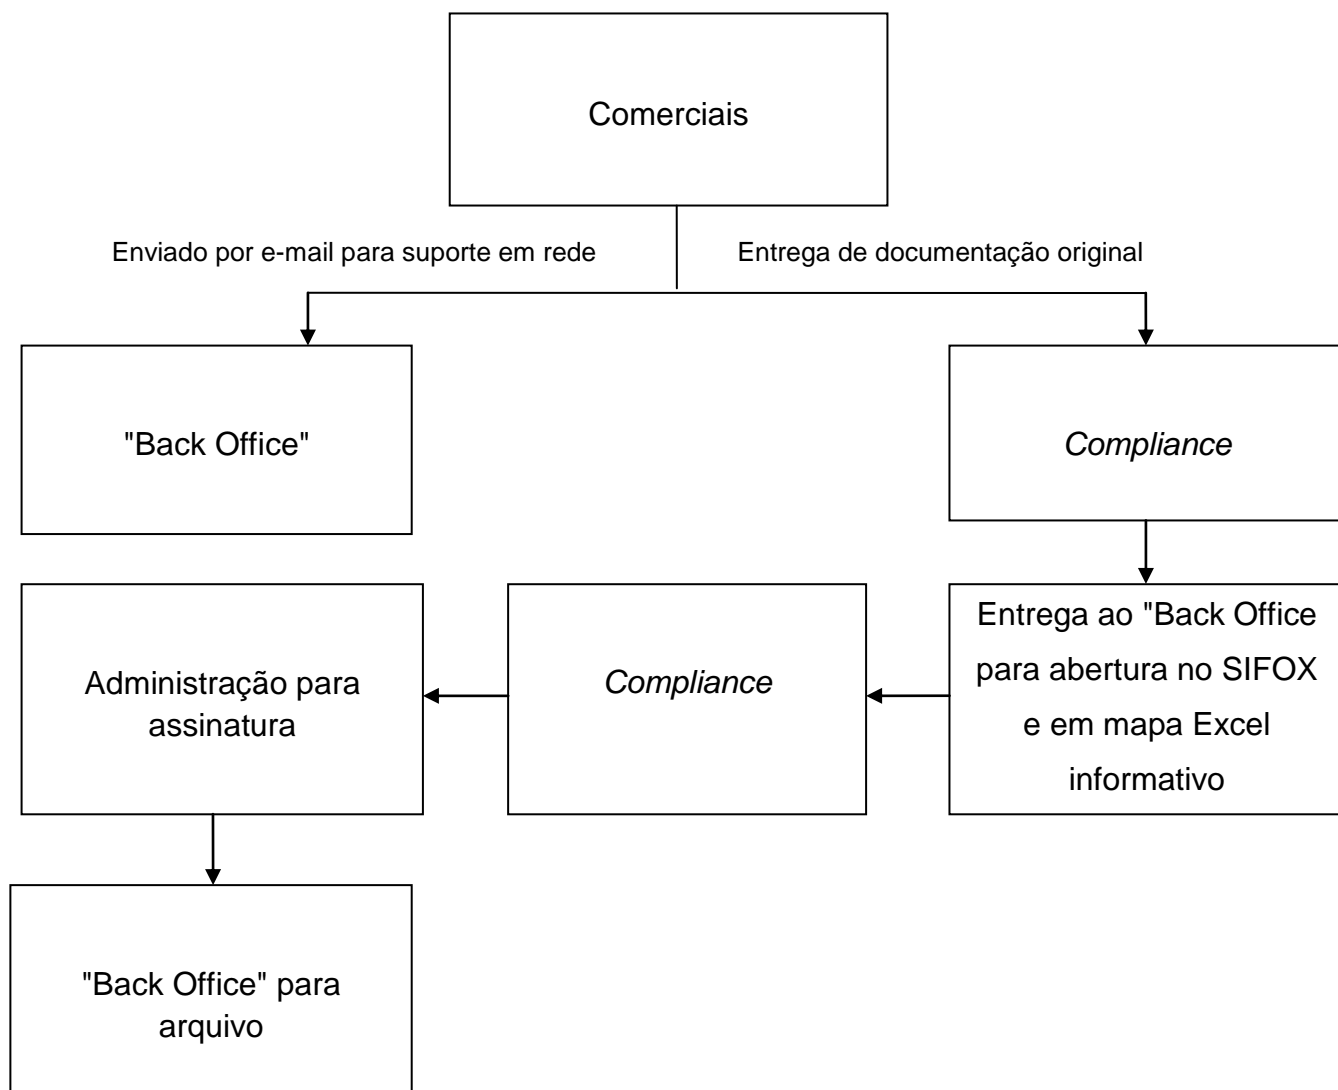 Comerciais
Enviado por e-mail para suporte em rede
Entrega de documentação original
"Back Office"
Compliance
Administração para
assinatura
Compliance
Entrega ao "Back Office
para abertura no SIFOX
e em mapa Excel
informativo
"Back Office" para
arquivo